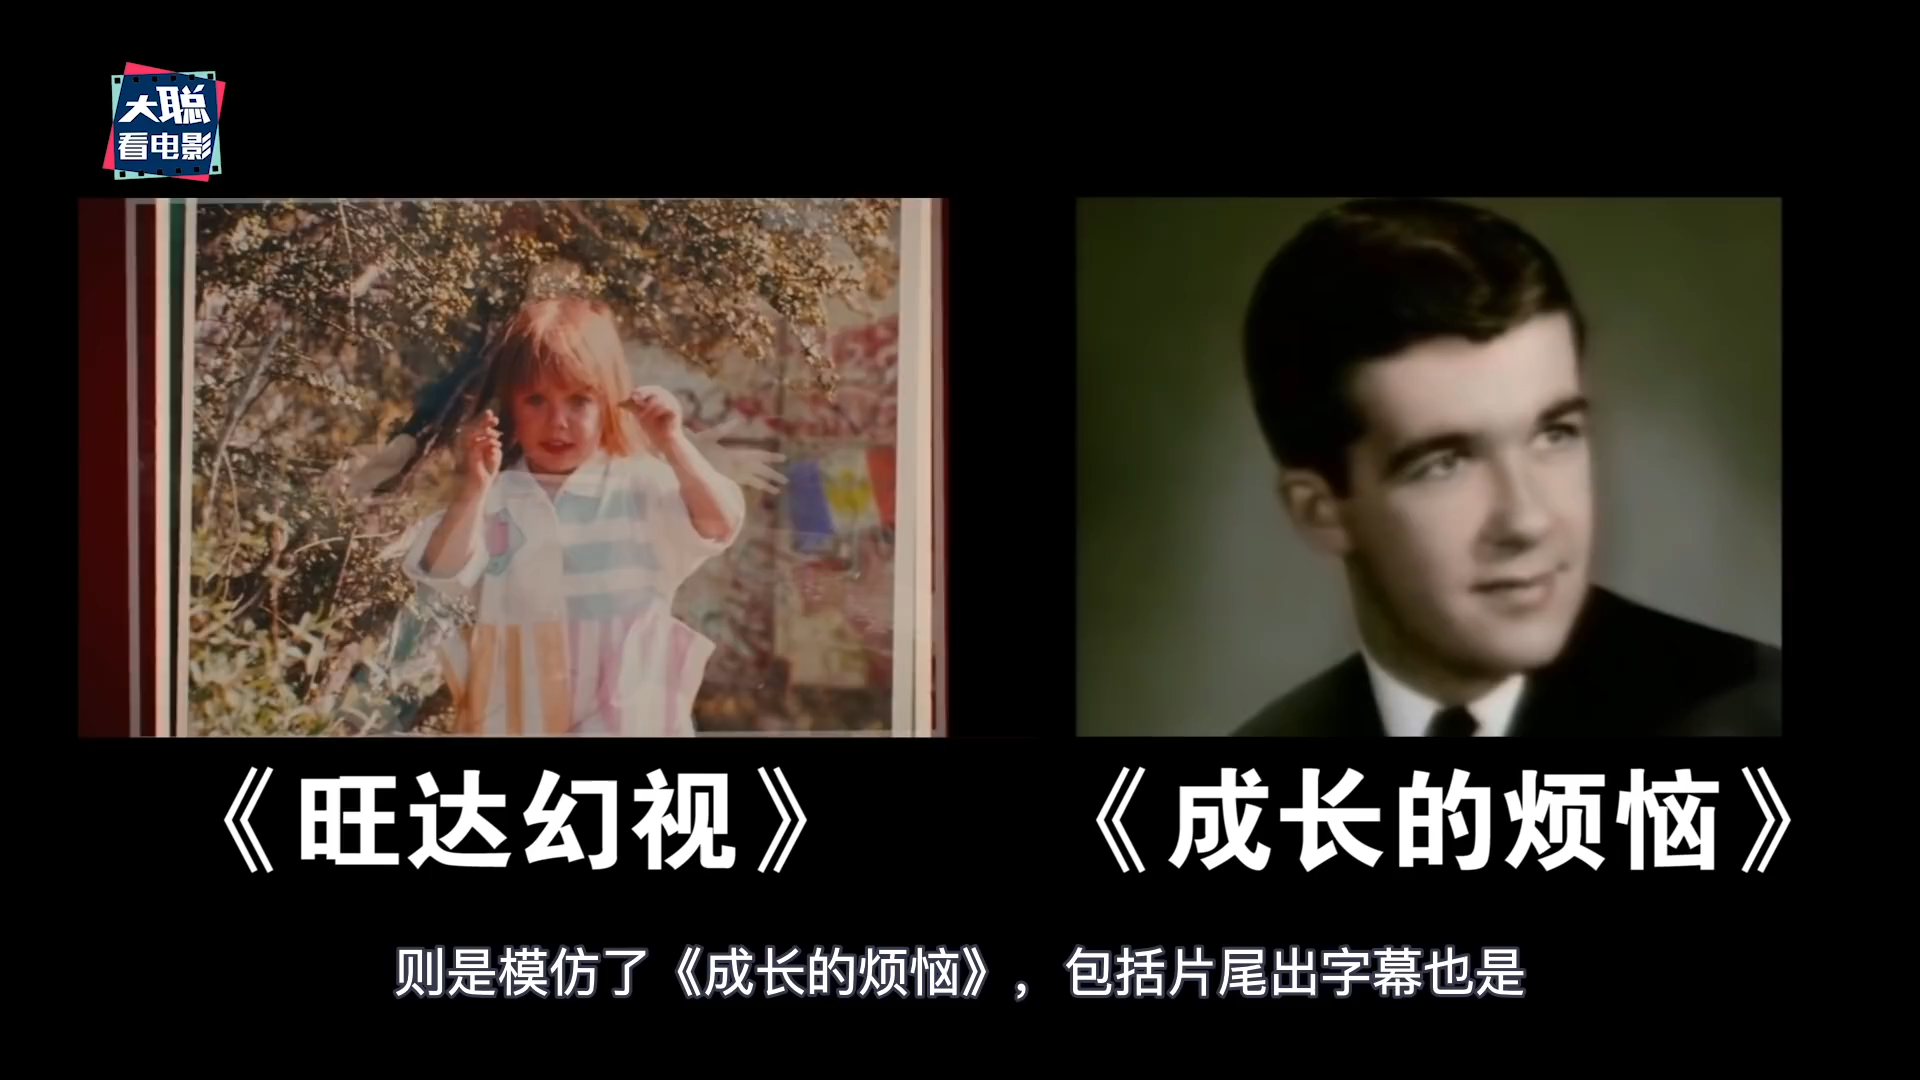 大聪
看电影
《旺达幻视》
《成长的烦恼》
则是模仿了《成长的烦恼》，包括片尾出字幕也是